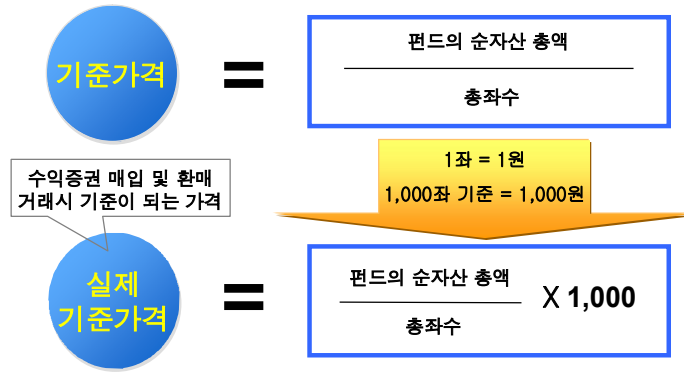 기준가격
=
펀드의 순자산 총액
총좌수
1좌 = 1원
1,000좌 기준 = 1,000원
수익증권 매입 및 환매
거래시 기준이 되는 가격
실제
기준가격
=
펀드의 순자산 총액
총좌수
X 1,000